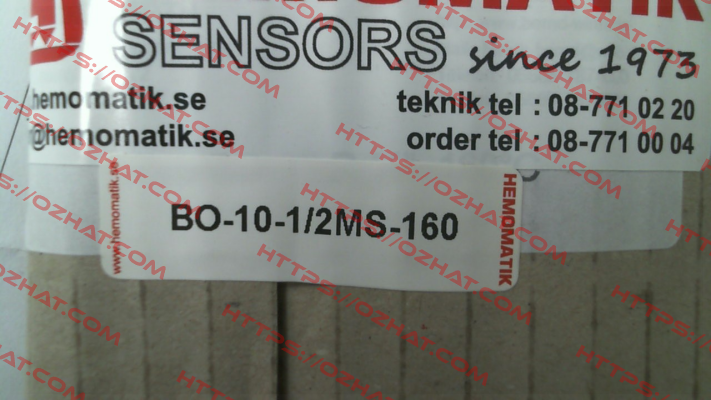 SENSORS since 1973
hemomatik.se teknik tel : 08-771 02 20
@hemomatik.se order tel : 08-771 00 04
www.hemomatik.se
BO-10-1/2MS-160
HEMOMATIK
HTTPS://OZHAT.COM